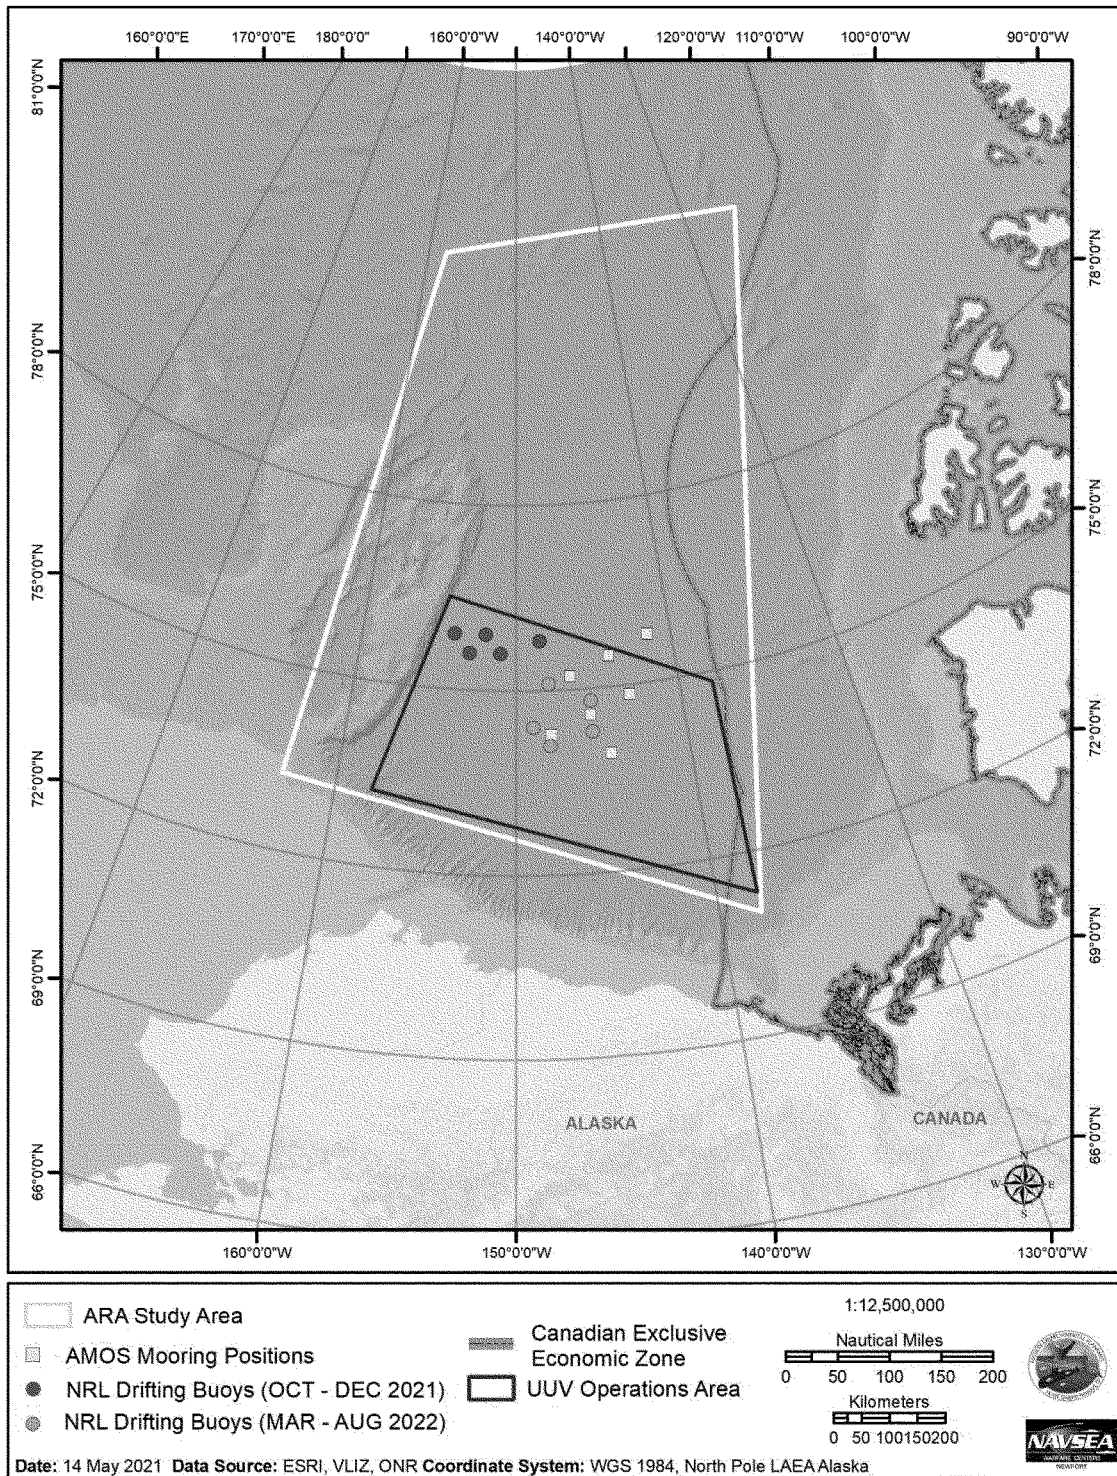 160°0'0"E 170°0'0"E 180°0'0" 160°0'0"W 140°0'0"W 120°0'0"W 110°0'0"W 100°0'0"W 90°0'0"W
81°0'0"N
78°0'0"N
78°0'0"N
75°0'0"N
75°0'0"N
72°0'0"N
72°0'0"N
69°0'0"N
69°0'0"N
66°0'0"N
66°0'0"N
ALASKA
CANADA
N
W E
S
160°0'0"W 150°0'0"W 140°0'0"W 130°0'0"W
ARA Study Area
AMOS Mooring Positions
NRL Drifting Buoys (OCT - DEC 2021)
NRL Drifting Buoys (MAR - AUG 2022)
Canadian Exclusive
Economic Zone
UUV Operations Area
1:12,500,000
Nautical Miles
0 50 100 150 200
Kilometers
0 50 100150200
NAVSEA
WARFARE CENTERS
NEWPORT
Date: 14 May 2021 Data Source: ESRI, VLIZ, ONR Coordinate System: WGS 1984, North Pole LAEA Alaska